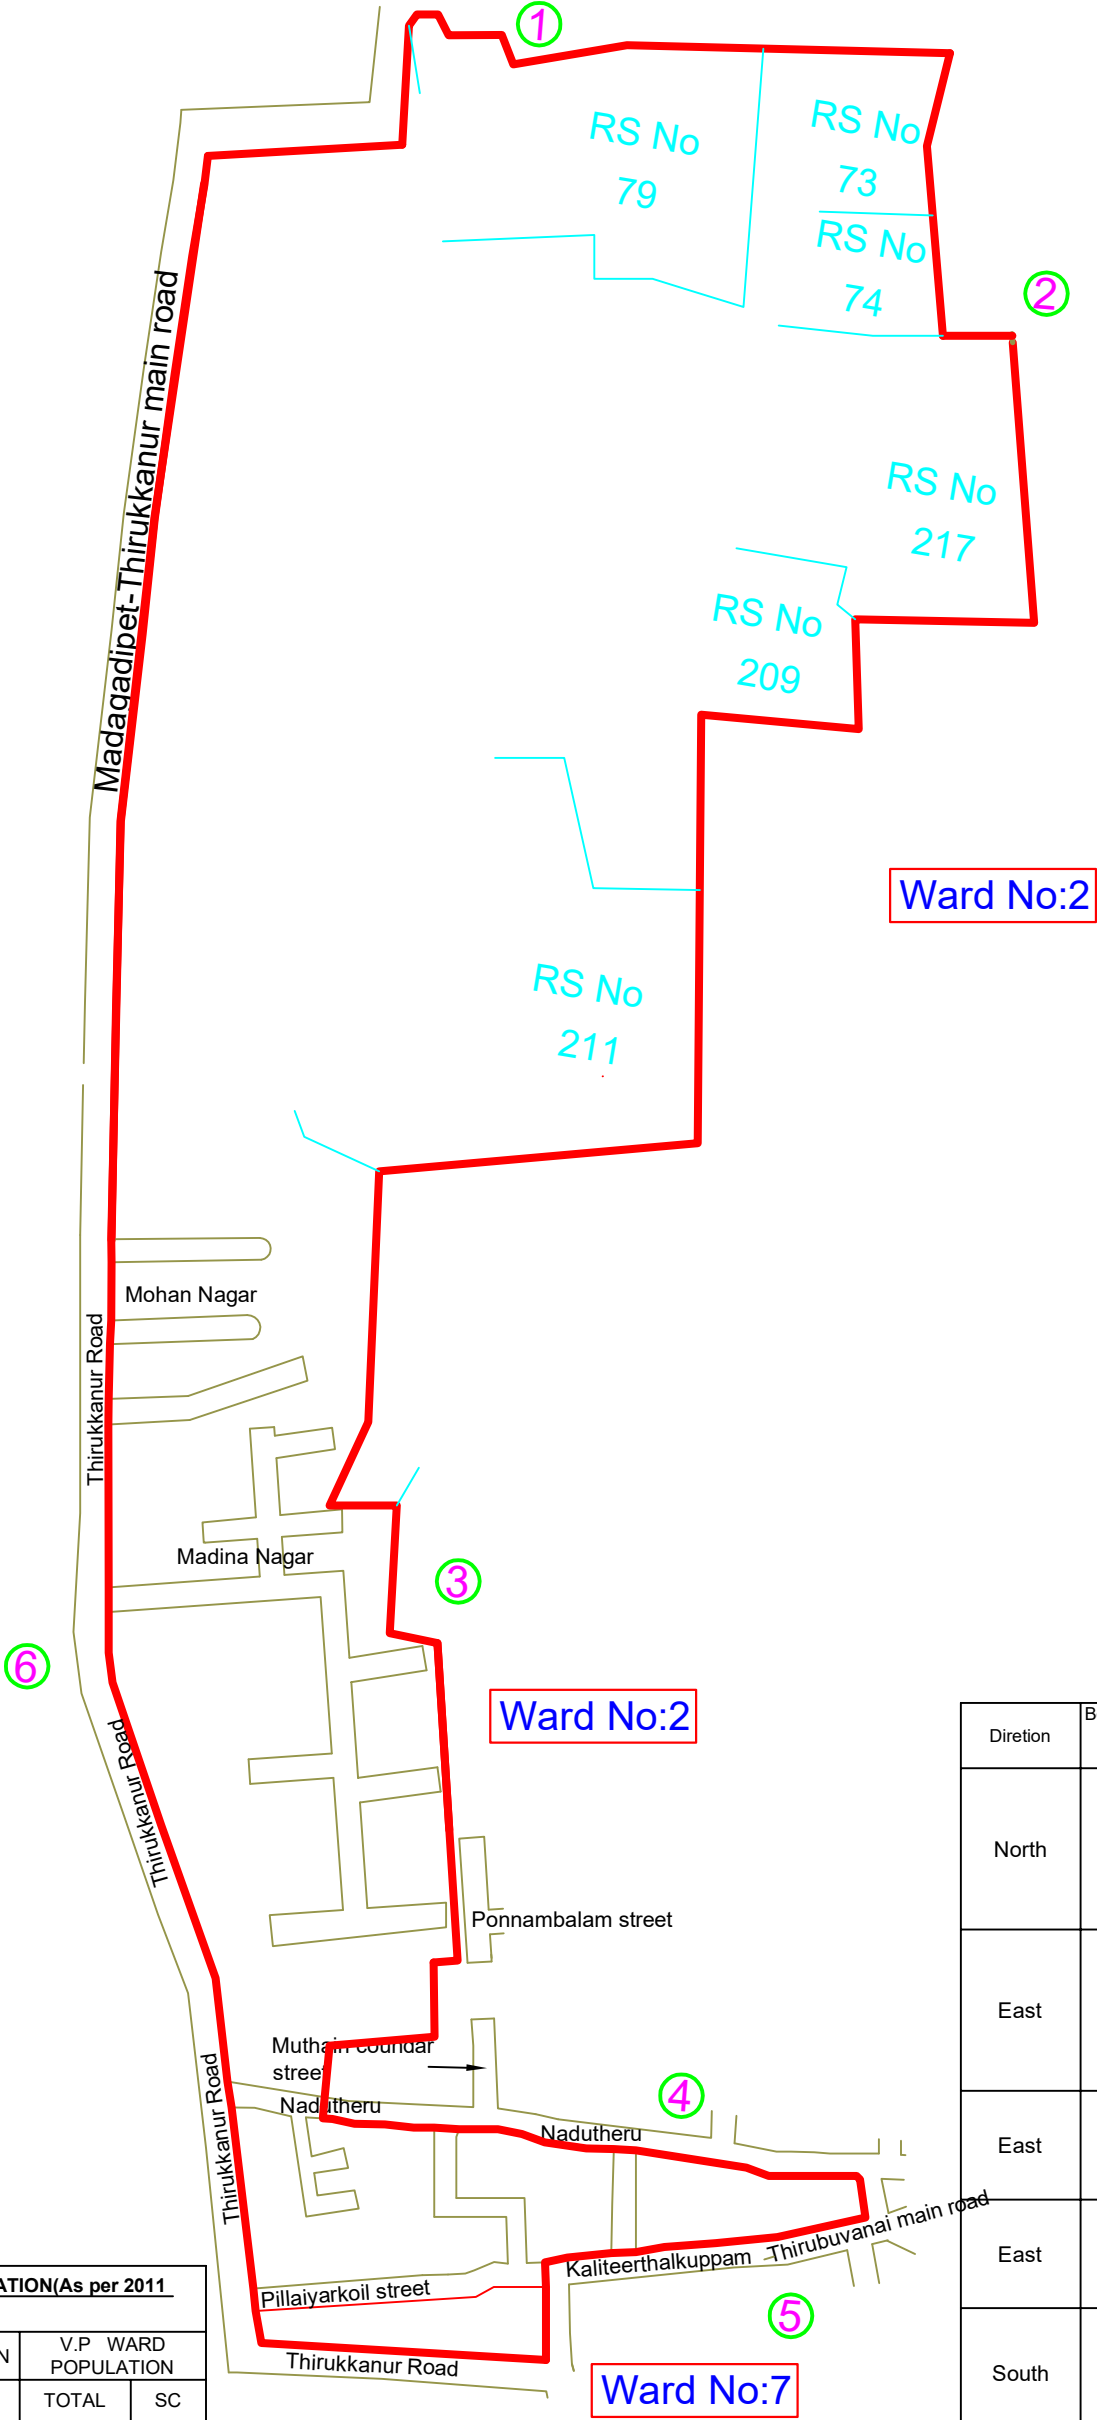 1
RS No
79
RS No
73
RS No
74
2
Madagadipet-Thirukkanur main road
RS No
217
RS No
209
Ward No:2
RS No
211
Mohan Nagar
Thirukkanur Road
Madina Nagar
3
6
Ward No:2
Thirukkanur Road
Ponnambalam street
Muthain coundar
street
Nadutheru
4
Nadutheru
Thirukkanur Road
Thirubuvanai main road
Kaliteerthalkuppam
Pillaiyarkoil street
5
Thirukkanur Road
Ward No:7
Diretion
B
North
East
East
East
South
ATION(As per 2011
N
V.P WARD
POPULATION
TOTAL
SC